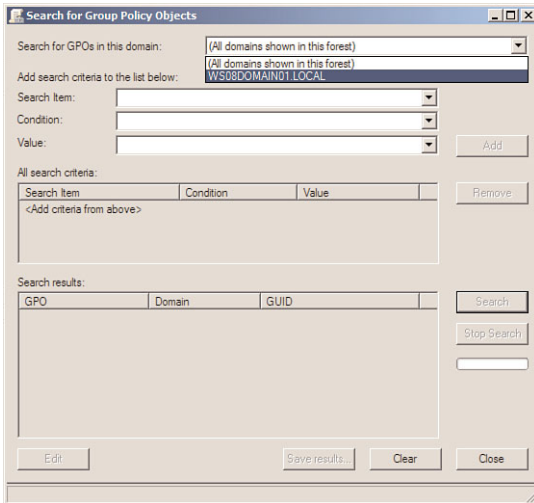 Search for Group Policy Objects
Search for GPOs in this domain: (All domains shown in this forest)
(All domains shown in this forest)
WS08DOMAIN01.LOCAL
Add search criteria to the list below:
Search Item:
Condition:
Value:
Add
All search criteria:
Search Item Condition Value
<Add criteria from above>
Remove
Search results:
GPO Domain GUID
Search
Stop Search
Edit Save results... Clear Close